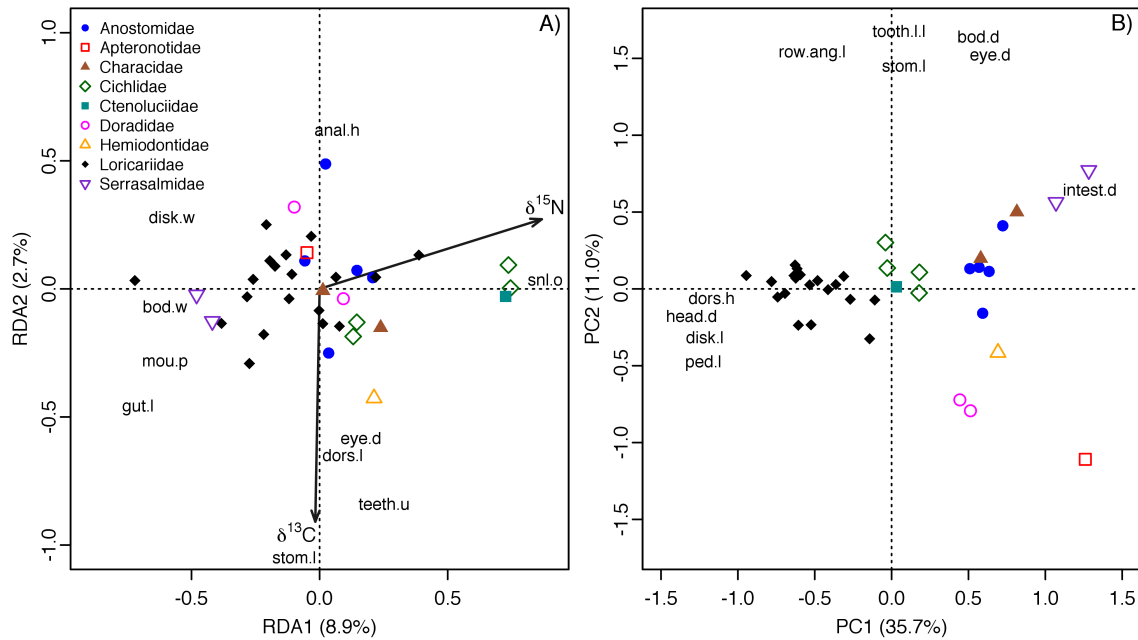 A)
Anostomidae
Apteronotidae
Characidae
Cichlidae
Ctenoluciidae
Doradidae
Hemiodontidae
Loricariidae
Serrasalmidae
anal.h
disk.w
δ15N
snl.o
bod.w
mou.p
gut.l
eye.d
dors.l
teeth.u
δ13C
stom.l
1.0
0.5
0.0
-0.5
-1.0
RDA2 (2.7%)
-0.5 0.0 0.5
RDA1 (8.9%)
B)
tooth.l.l
bod.d
row.ang.l
eye.d
stom.l
intest.d
dors.h
head.d
disk.l
ped.l
1.5
1.0
0.5
0.0
-0.5
-1.0
-1.5
PC2 (11.0%)
-1.5 -1.0 -0.5 0.0 0.5 1.0 1.5
PC1 (35.7%)